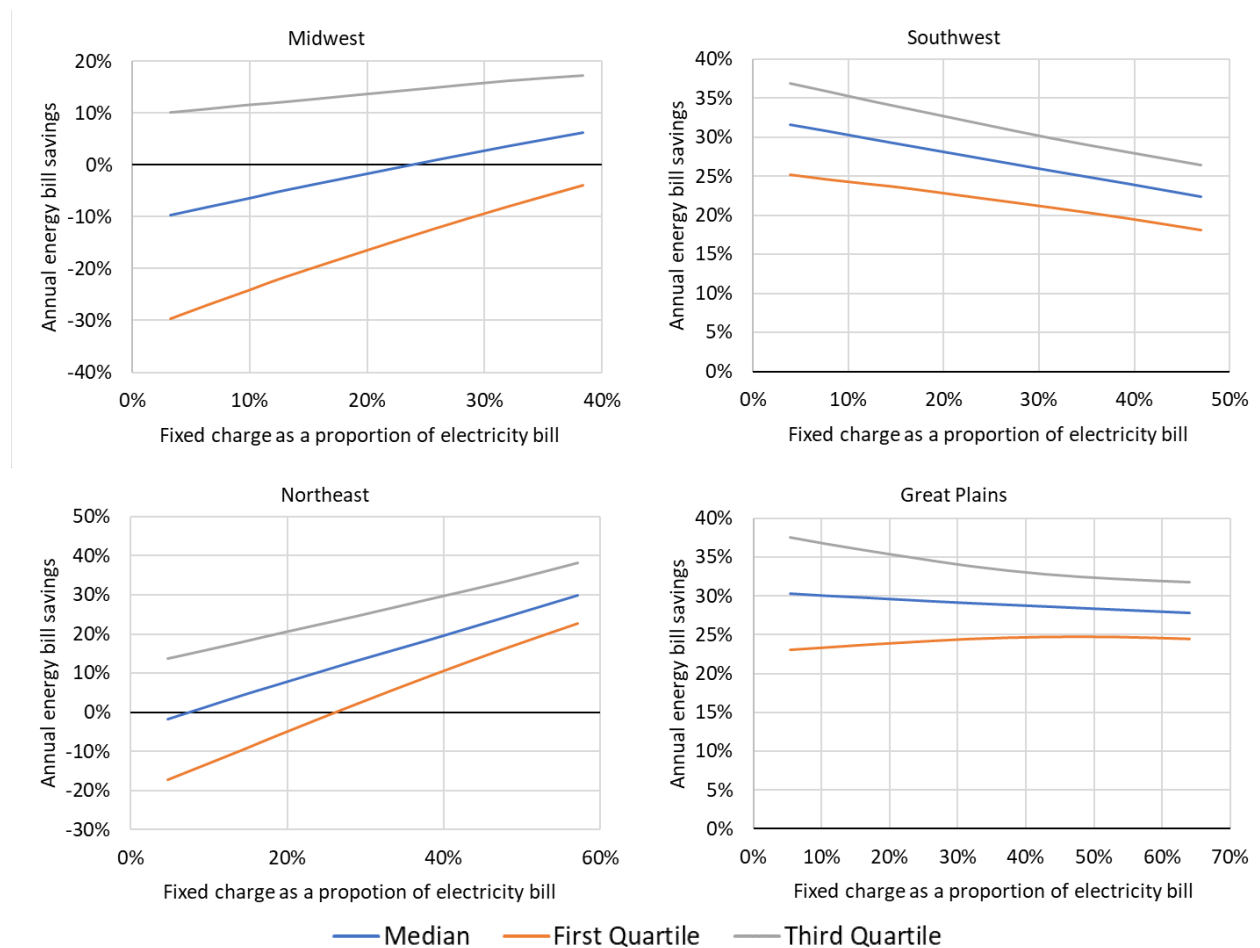 Midwest
Annual energy bill savings
20%
10%
0%
-10%
-20%
-30%
-40%
0% 10% 20% 30% 40%
Fixed charge as a proportion of electricity bill
Southwest
Annual energy bill savings
40%
35%
30%
25%
20%
15%
10%
5%
0%
0% 10% 20% 30% 40% 50%
Fixed charge as a proportion of electricity bill
Northeast
Annual energy bill savings
50%
40%
30%
20%
10%
0%
-10%
-20%
-30%
0% 20% 40% 60%
Fixed charge as a propotion of electricity bill
Great Plains
Annual energy bill savings
40%
35%
30%
25%
20%
15%
10%
5%
0%
0% 10% 20% 30% 40% 50% 60% 70%
Fixed charge as a proportion of electricity bill
Median First Quartile Third Quartile